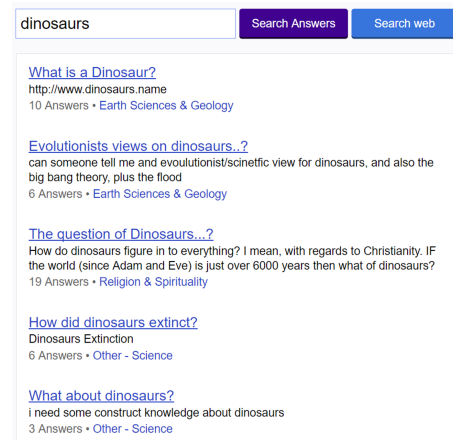 dinosaurs
Search Answers
Search web
What is a Dinosaur?
http://www.dinosaurs.name
10 Answers • Earth Sciences & Geology
Evolutionists views on dinosaurs..?
can someone tell me and evoulutionist/scinetfic view for dinosaurs, and also the
big bang theory, plus the flood
6 Answers • Earth Sciences & Geology
The question of Dinosaurs...?
How do dinosaurs figure in to everything? I mean, with regards to Christianity. IF
the world (since Adam and Eve) is just over 6000 years then what of dinosaurs?
19 Answers • Religion & Spirituality
How did dinosaurs extinct?
Dinosaurs Extinction
6 Answers • Other - Science
What about dinosaurs?
i need some construct knowledge about dinosaurs
3 Answers • Other - Science